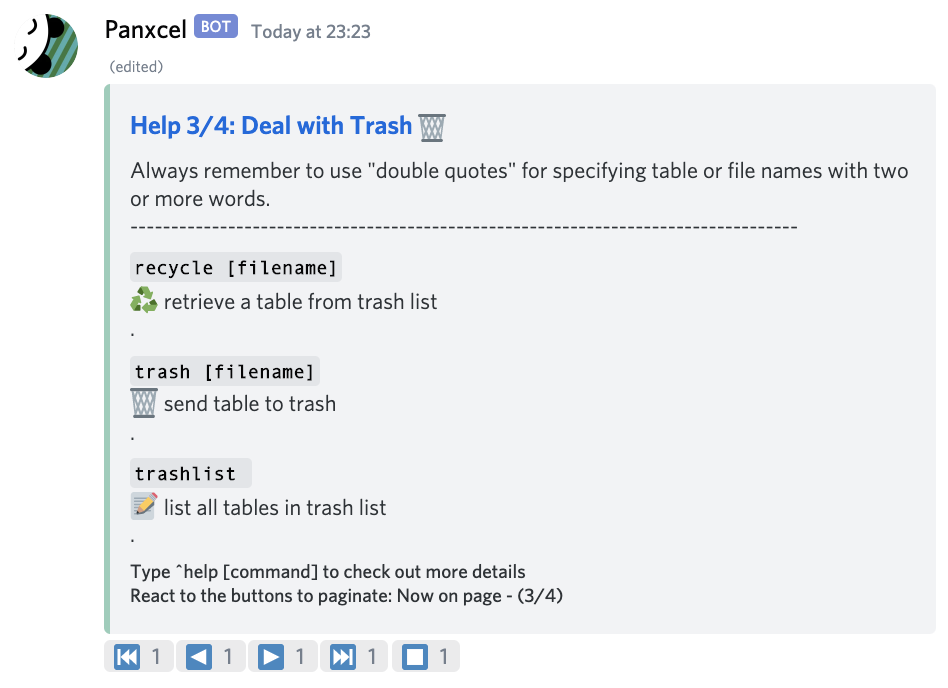 Panxcel BOT Today at 23:23
(edited)
Help 3/4: Deal with Trash 🗑️
Always remember to use "double quotes" for specifying table or file names with two
or more words.
----------------------------------------------------------------------------------
recycle [filename]
♻️ retrieve a table from trash list
.
trash [filename]
🗑️ send table to trash
.
trashlist
📝 list all tables in trash list
.
Type ^help [command] to check out more details
React to the buttons to paginate: Now on page - (3/4)
⏮️ 1 ◀️ 1 ▶️ 1 ⏭️ 1 ⏹️ 1